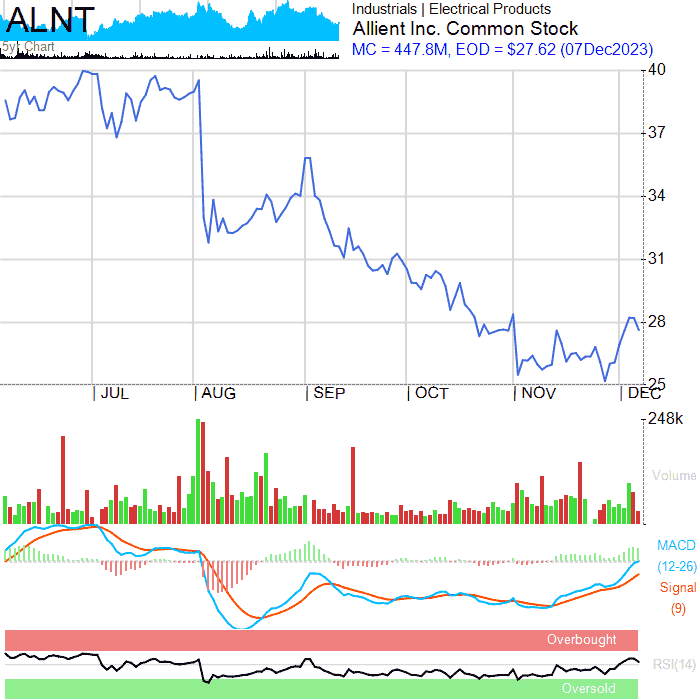 ALNT
5yr Chart
Industrials | Electrical Products
Allient Inc. Common Stock
MC = 447.8M, EOD = $27.62 (07Dec2023)
40
37
34
31
28
25
JUL AUG SEP OCT NOV DEC
248k
Volume
MACD
(12-26)
Signal
(9)
Overbought
RSI(14)
Oversold